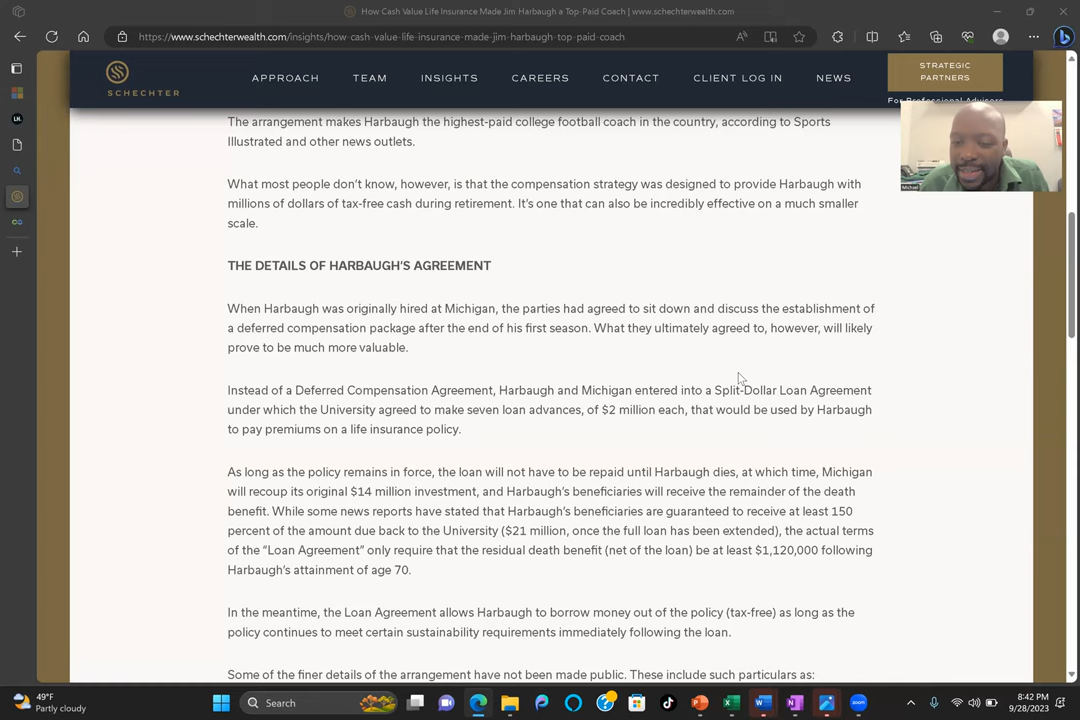 How Cash Value Life Insurance Made Jim Harbaugh a Top-Paid Coach | www.schechterwealth.com
https://www.schechterwealth.com/insights/how-cash-value-life-insurance-made-jim-harbaugh-top-paid-coach
SCHECHTER
APPROACH TEAM INSIGHTS CAREERS CONTACT CLIENT LOG IN NEWS
STRATEGIC
PARTNERS
For Professional Advisors
The arrangement makes Harbaugh the highest-paid college football coach in the country, according to Sports
Illustrated and other news outlets.
What most people don’t know, however, is that the compensation strategy was designed to provide Harbaugh with
millions of dollars of tax-free cash during retirement. It’s one that can also be incredibly effective on a much smaller
scale.
THE DETAILS OF HARBAUGH’S AGREEMENT
When Harbaugh was originally hired at Michigan, the parties had agreed to sit down and discuss the establishment of
a deferred compensation package after the end of his first season. What they ultimately agreed to, however, will likely
prove to be much more valuable.
Instead of a Deferred Compensation Agreement, Harbaugh and Michigan entered into a Split-Dollar Loan Agreement
under which the University agreed to make seven loan advances, of $2 million each, that would be used by Harbaugh
to pay premiums on a life insurance policy.
As long as the policy remains in force, the loan will not have to be repaid until Harbaugh dies, at which time, Michigan
will recoup its original $14 million investment, and Harbaugh’s beneficiaries will receive the remainder of the death
benefit. While some news reports have stated that Harbaugh’s beneficiaries are guaranteed to receive at least 150
percent of the amount due back to the University ($21 million, once the full loan has been extended), the actual terms
of the “Loan Agreement” only require that the residual death benefit (net of the loan) be at least $1,120,000 following
Harbaugh’s attainment of age 70.
In the meantime, the Loan Agreement allows Harbaugh to borrow money out of the policy (tax-free) as long as the
policy continues to meet certain sustainability requirements immediately following the loan.
Some of the finer details of the arrangement have not been made public. These include such particulars as:
Michael
49°F
Partly cloudy
Search
8:42 PM
9/28/2023